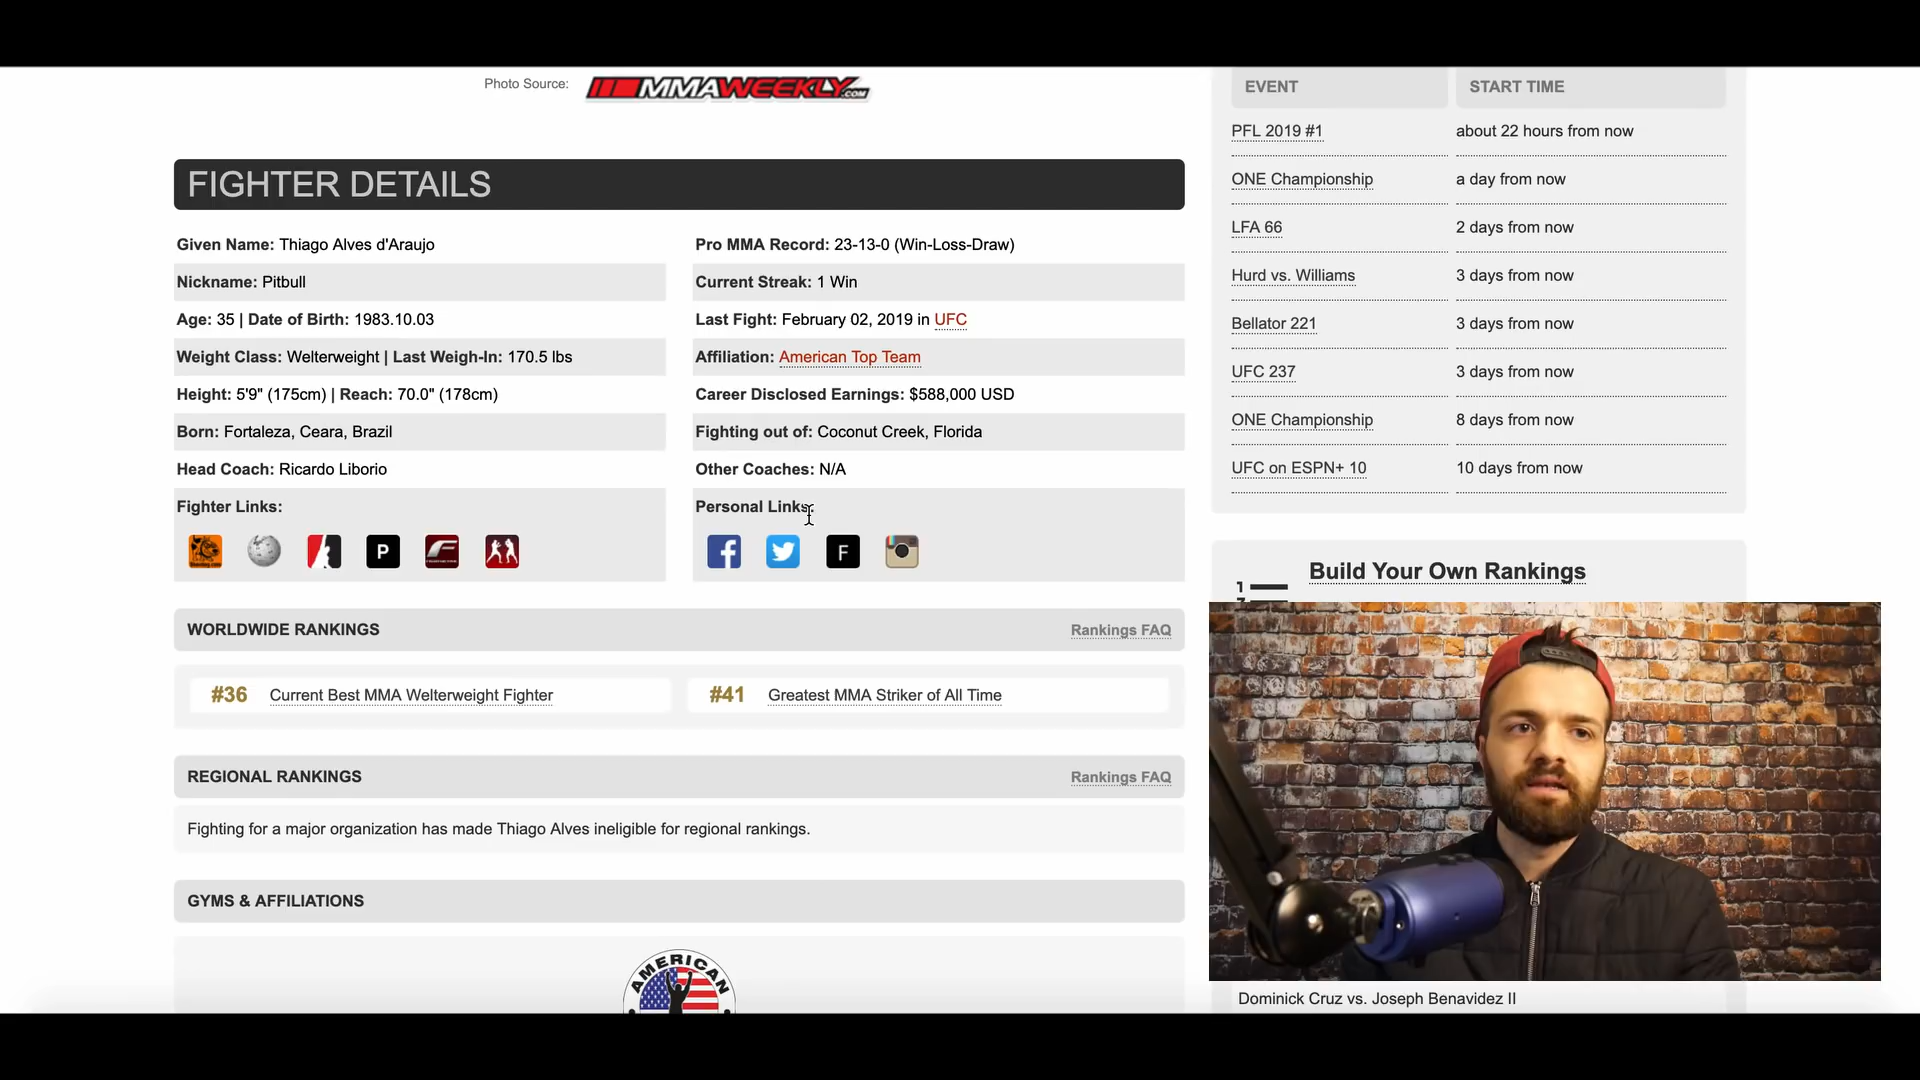 Photo Source:
MMAWEEKLY.COM
FIGHTER DETAILS
Given Name: Thiago Alves d'Araujo
Nickname: Pitbull
Age: 35 | Date of Birth: 1983.10.03
Weight Class: Welterweight | Last Weigh-In: 170.5 lbs
Height: 5'9" (175cm) | Reach: 70.0" (178cm)
Born: Fortaleza, Ceara, Brazil
Head Coach: Ricardo Liborio
Fighter Links:
P
F
Pro MMA Record: 23-13-0 (Win-Loss-Draw)
Current Streak: 1 Win
Last Fight: February 02, 2019 in UFC
Affiliation: American Top Team
Career Disclosed Earnings: $588,000 USD
Fighting out of: Coconut Creek, Florida
Other Coaches: N/A
Personal Links:
f
F
WORLDWIDE RANKINGS
Rankings FAQ
#36 Current Best MMA Welterweight Fighter
#41 Greatest MMA Striker of All Time
REGIONAL RANKINGS
Rankings FAQ
Fighting for a major organization has made Thiago Alves ineligible for regional rankings.
GYMS & AFFILIATIONS
AMERICAN
EVENT START TIME
PFL 2019 #1 about 22 hours from now
ONE Championship a day from now
LFA 66 2 days from now
Hurd vs. Williams 3 days from now
Bellator 221 3 days from now
UFC 237 3 days from now
ONE Championship 8 days from now
UFC on ESPN+ 10 10 days from now
Build Your Own Rankings
1
Dominick Cruz vs. Joseph Benavidez II